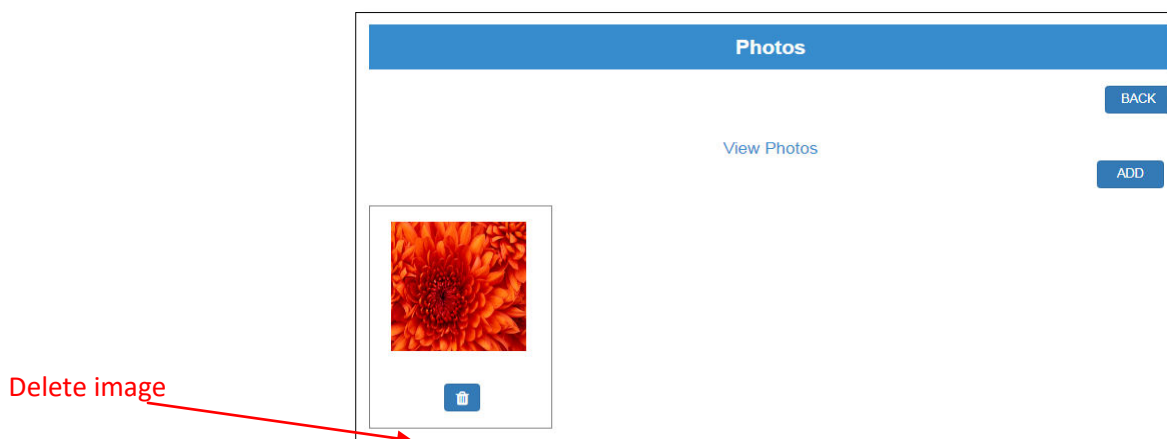 Photos
BACK
View Photos
ADD
Delete image